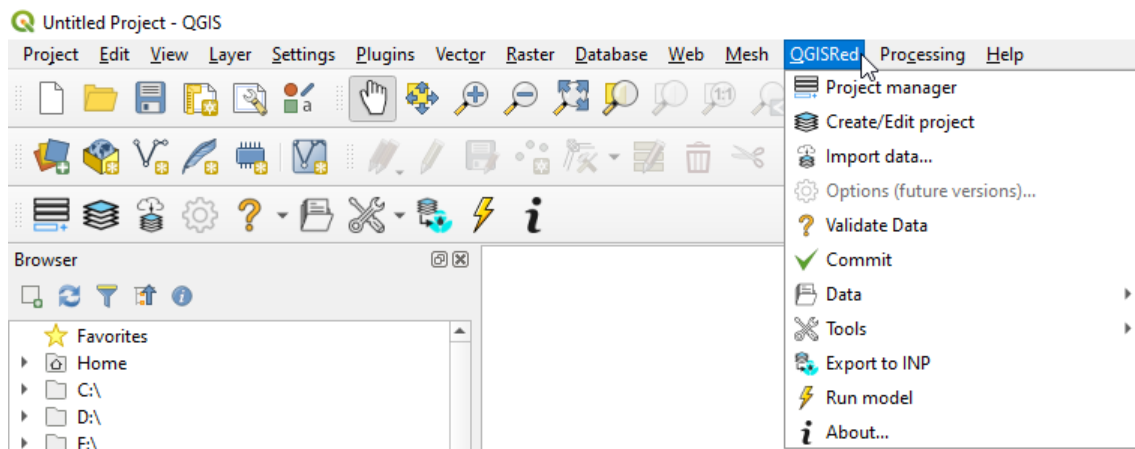 Untitled Project - QGIS
Project Edit View Layer Settings Plugins Vector Raster Database Web Mesh QGISRed Processing Help
Project manager
Create/Edit project
Import data...
Options (future versions)...
Validate Data
Commit
Data
Tools
Export to INP
Run model
About...
a
1:1
Browser
Favorites
Home
C:\
D:\
E:\